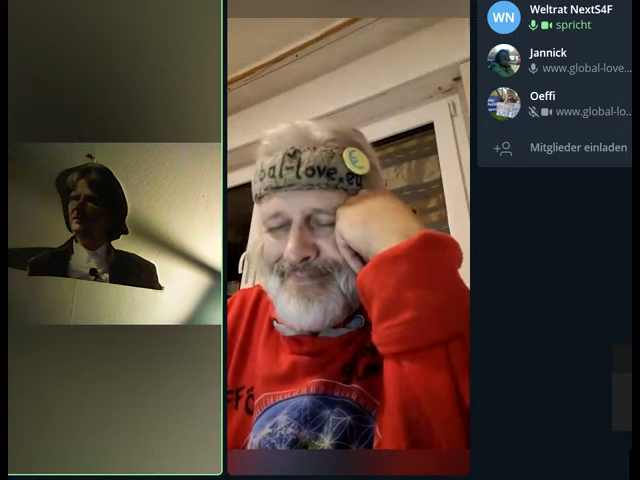 WN
Weltrat NextS4F
spricht
Jannick
www.global-love...
Oeffi
www.global-lo...
Mitglieder einladen
bal-love.eu